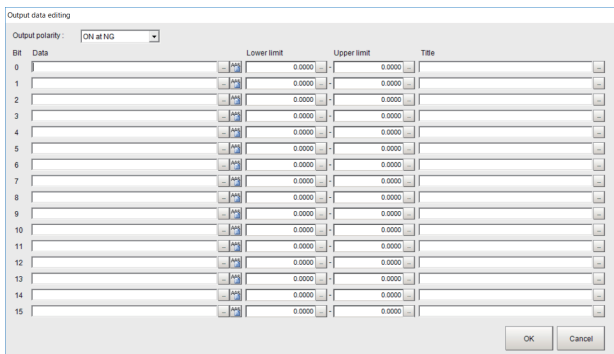 Output data editing
Output polarity : ON at NG
Bit Data Lower limit Upper limit Title
0 ... 0.0000 ... - 0.0000 ... ...
1 ... 0.0000 ... - 0.0000 ... ...
2 ... 0.0000 ... - 0.0000 ... ...
3 ... 0.0000 ... - 0.0000 ... ...
4 ... 0.0000 ... - 0.0000 ... ...
5 ... 0.0000 ... - 0.0000 ... ...
6 ... 0.0000 ... - 0.0000 ... ...
7 ... 0.0000 ... - 0.0000 ... ...
8 ... 0.0000 ... - 0.0000 ... ...
9 ... 0.0000 ... - 0.0000 ... ...
10 ... 0.0000 ... - 0.0000 ... ...
11 ... 0.0000 ... - 0.0000 ... ...
12 ... 0.0000 ... - 0.0000 ... ...
13 ... 0.0000 ... - 0.0000 ... ...
14 ... 0.0000 ... - 0.0000 ... ...
15 ... 0.0000 ... - 0.0000 ... ...
OK Cancel